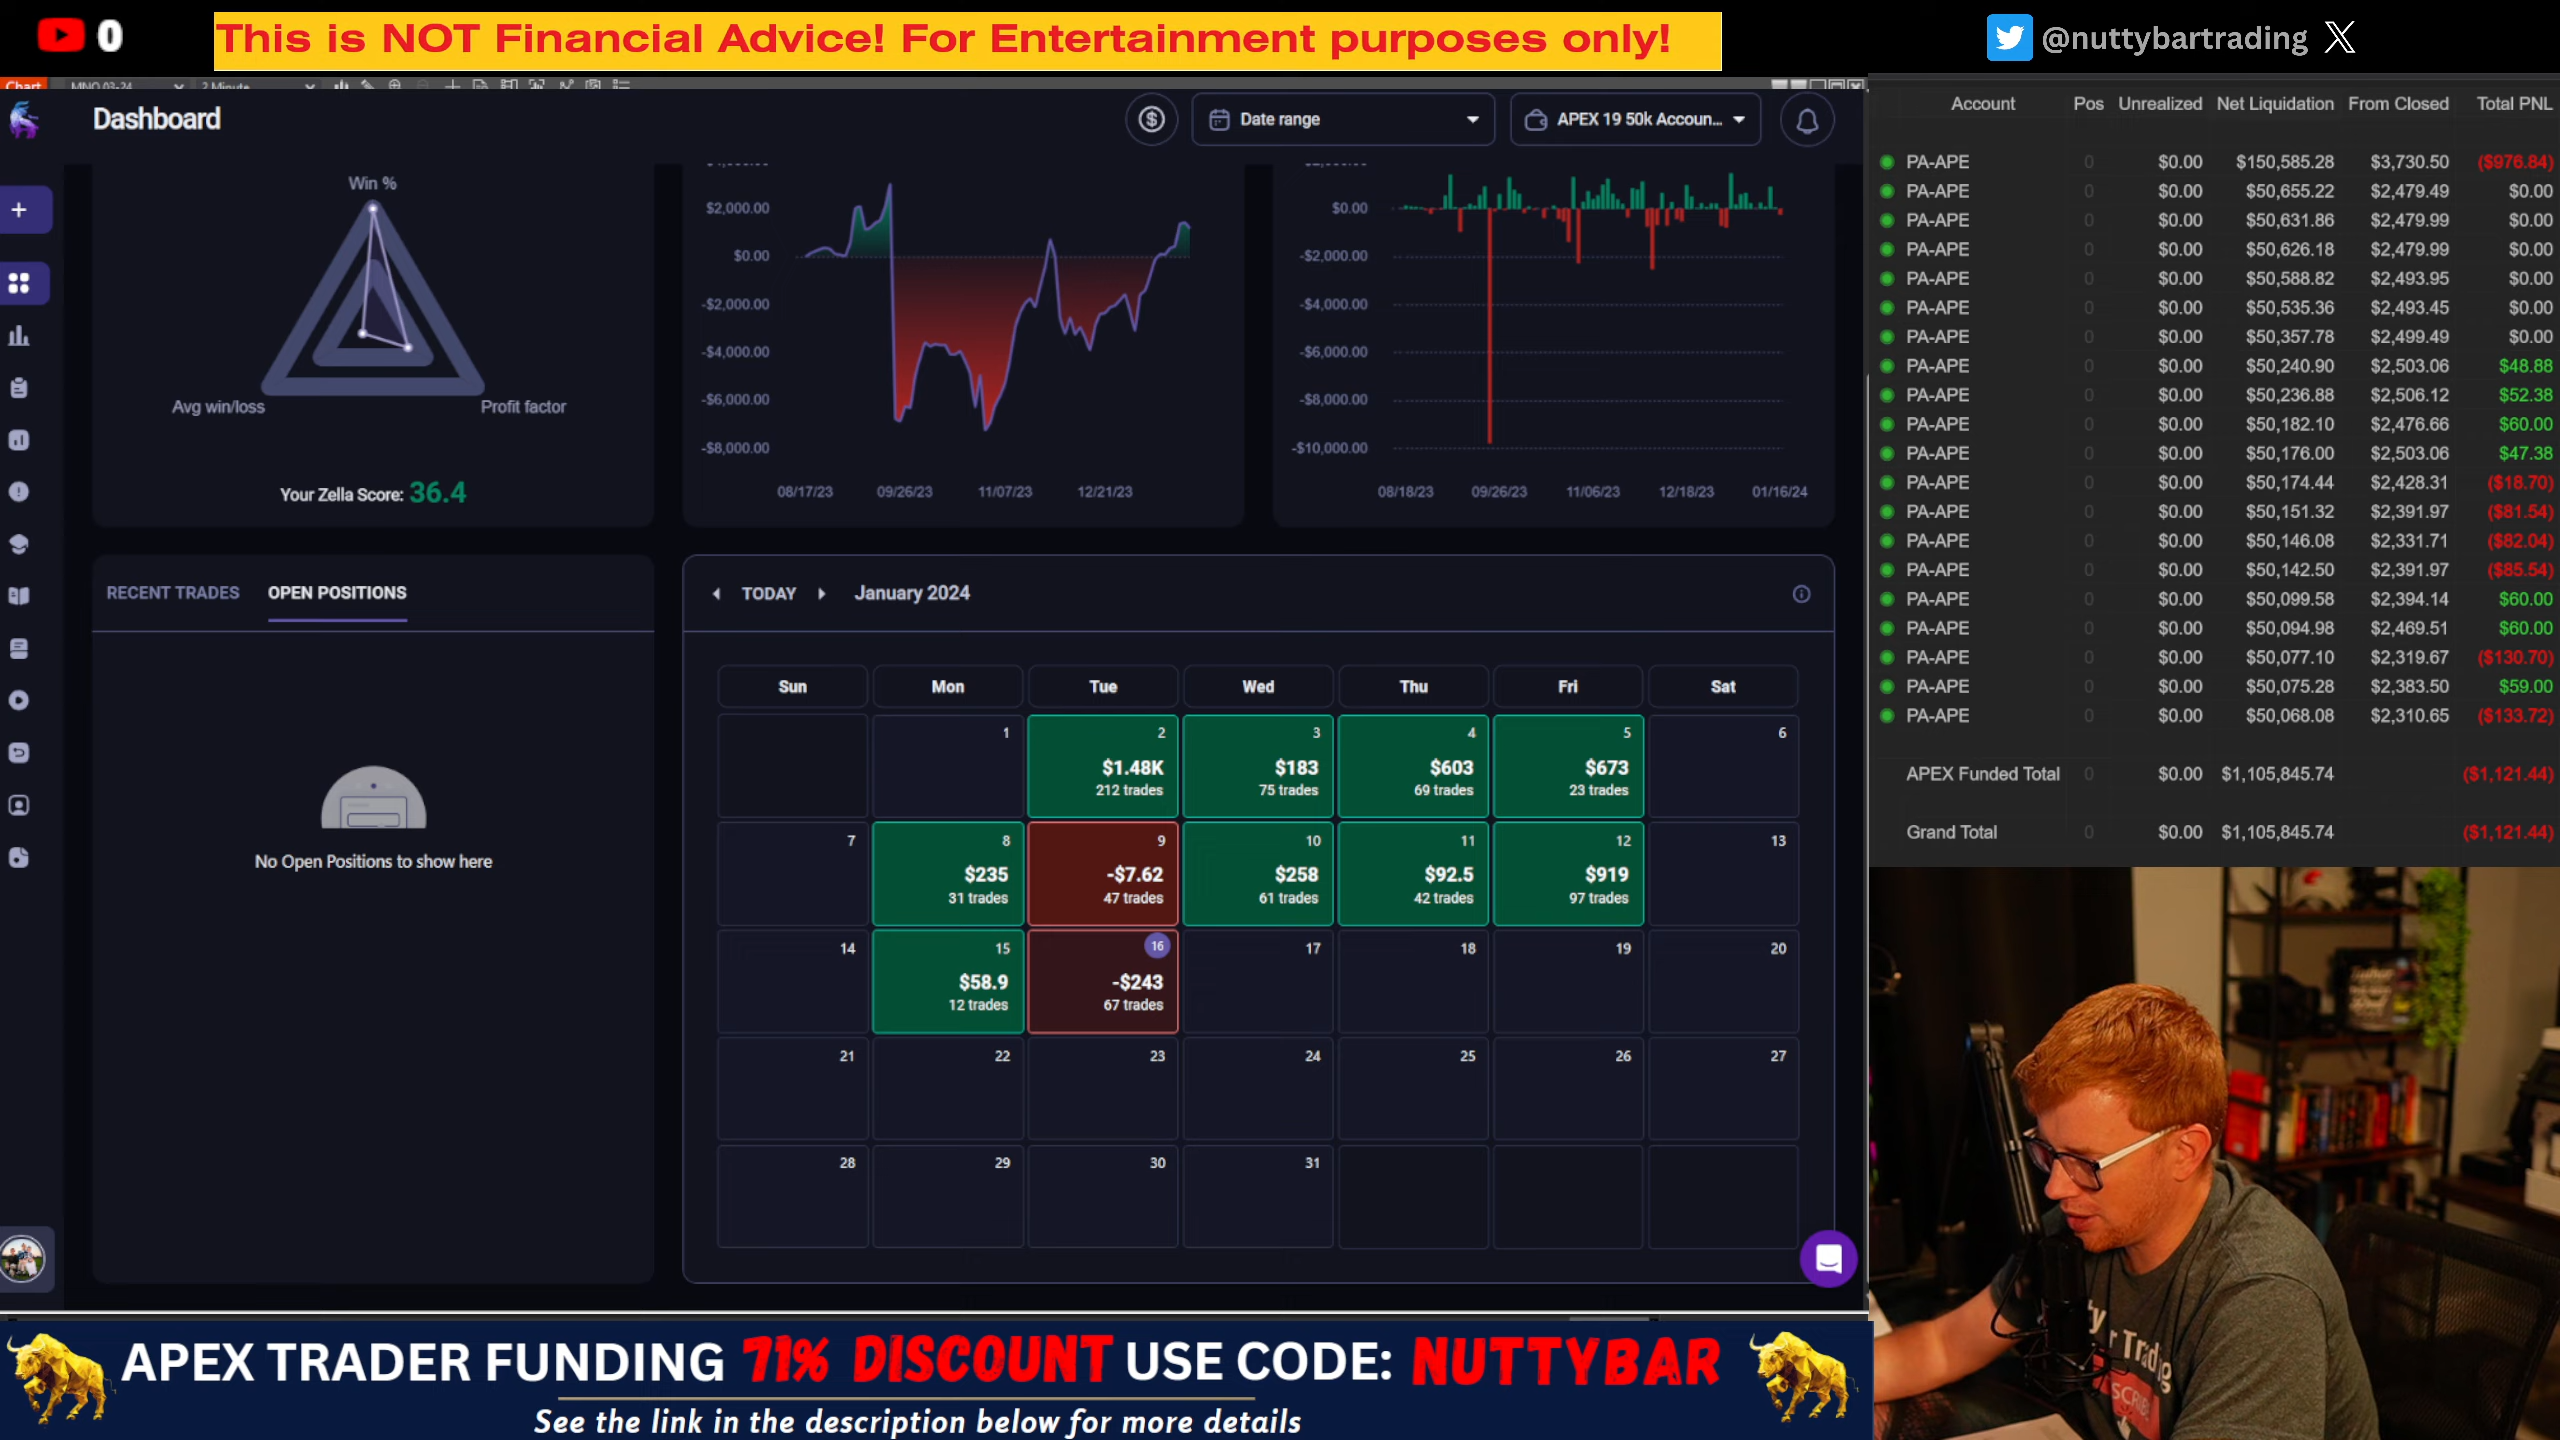 0
This is NOT Financial Advice! For Entertainment purposes only!
@nuttybartrading
Chart
MNQ 03-24
2 Minute
Dashboard
Date range
APEX 19 50k Accoun...
Win %
Avg win/loss
Profit factor
Your Zella Score: 36.4
$2,000.00
$0.00
-$2,000.00
-$4,000.00
-$6,000.00
-$8,000.00
08/17/23 09/26/23 11/07/23 12/21/23
$0.00
-$2,000.00
-$4,000.00
-$6,000.00
-$8,000.00
-$10,000.00
08/18/23 09/26/23 11/06/23 12/18/23 01/16/24
RECENT TRADES OPEN POSITIONS
No Open Positions to show here
TODAY January 2024
Sun Mon Tue Wed Thu Fri Sat
1 2 3 4 5 6
$1.48K $183 $603 $673
212 trades 75 trades 69 trades 23 trades
7 8 9 10 11 12 13
$235 -$7.62 $258 $92.5 $919
31 trades 47 trades 61 trades 42 trades 97 trades
14 15 16 17 18 19 20
$58.9 -$243
12 trades 67 trades
21 22 23 24 25 26 27
28 29 30 31
Account Pos Unrealized Net Liquidation From Closed Total PNL
PA-APE 0 $0.00 $150,585.28 $3,730.50 ($976.84)
PA-APE 0 $0.00 $50,655.22 $2,479.49 $0.00
PA-APE 0 $0.00 $50,631.86 $2,479.99 $0.00
PA-APE 0 $0.00 $50,626.18 $2,479.99 $0.00
PA-APE 0 $0.00 $50,588.82 $2,493.95 $0.00
PA-APE 0 $0.00 $50,535.36 $2,493.45 $0.00
PA-APE 0 $0.00 $50,357.78 $2,499.49 $0.00
PA-APE 0 $0.00 $50,240.90 $2,503.06 $48.88
PA-APE 0 $0.00 $50,236.88 $2,506.12 $52.38
PA-APE 0 $0.00 $50,182.10 $2,476.66 $60.00
PA-APE 0 $0.00 $50,176.00 $2,503.06 $47.38
PA-APE 0 $0.00 $50,174.44 $2,428.31 ($18.70)
PA-APE 0 $0.00 $50,151.32 $2,391.97 ($81.54)
PA-APE 0 $0.00 $50,146.08 $2,331.71 ($82.04)
PA-APE 0 $0.00 $50,142.50 $2,391.97 ($85.54)
PA-APE 0 $0.00 $50,099.58 $2,394.14 $60.00
PA-APE 0 $0.00 $50,094.98 $2,469.51 $60.00
PA-APE 0 $0.00 $50,077.10 $2,319.67 ($130.70)
PA-APE 0 $0.00 $50,075.28 $2,383.50 $59.00
PA-APE 0 $0.00 $50,068.08 $2,310.65 ($133.72)
APEX Funded Total 0 $0.00 $1,105,845.74 ($1,121.44)
Grand Total 0 $0.00 $1,105,845.74 ($1,121.44)
APEX TRADER FUNDING 71% DISCOUNT USE CODE: NUTTYBAR
See the link in the description below for more details